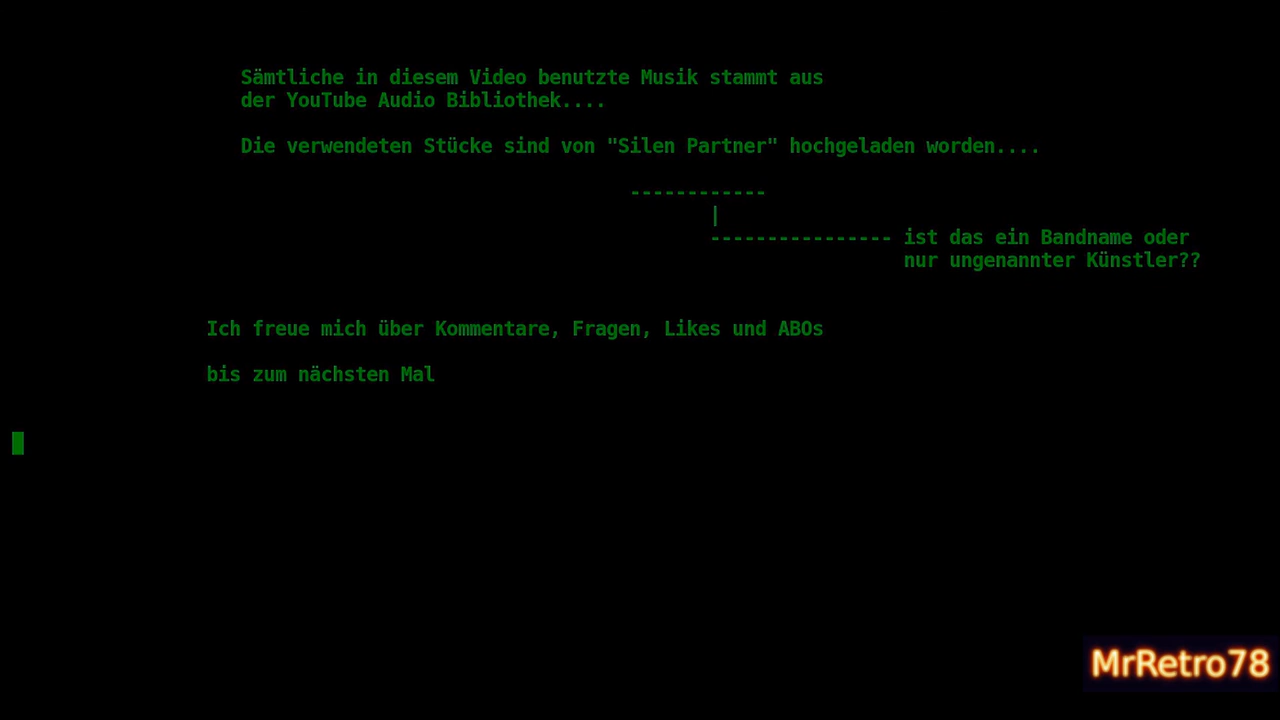 Sämtliche in diesem Video benutzte Musik stammt aus
der YouTube Audio Bibliothek....
Die verwendeten Stücke sind von "Silen Partner" hochgeladen worden....
------------
|
---------------- ist das ein Bandname oder
nur ungenannter Künstler??
Ich freue mich über Kommentare, Fragen, Likes und ABOs
bis zum nächsten Mal
MrRetro78